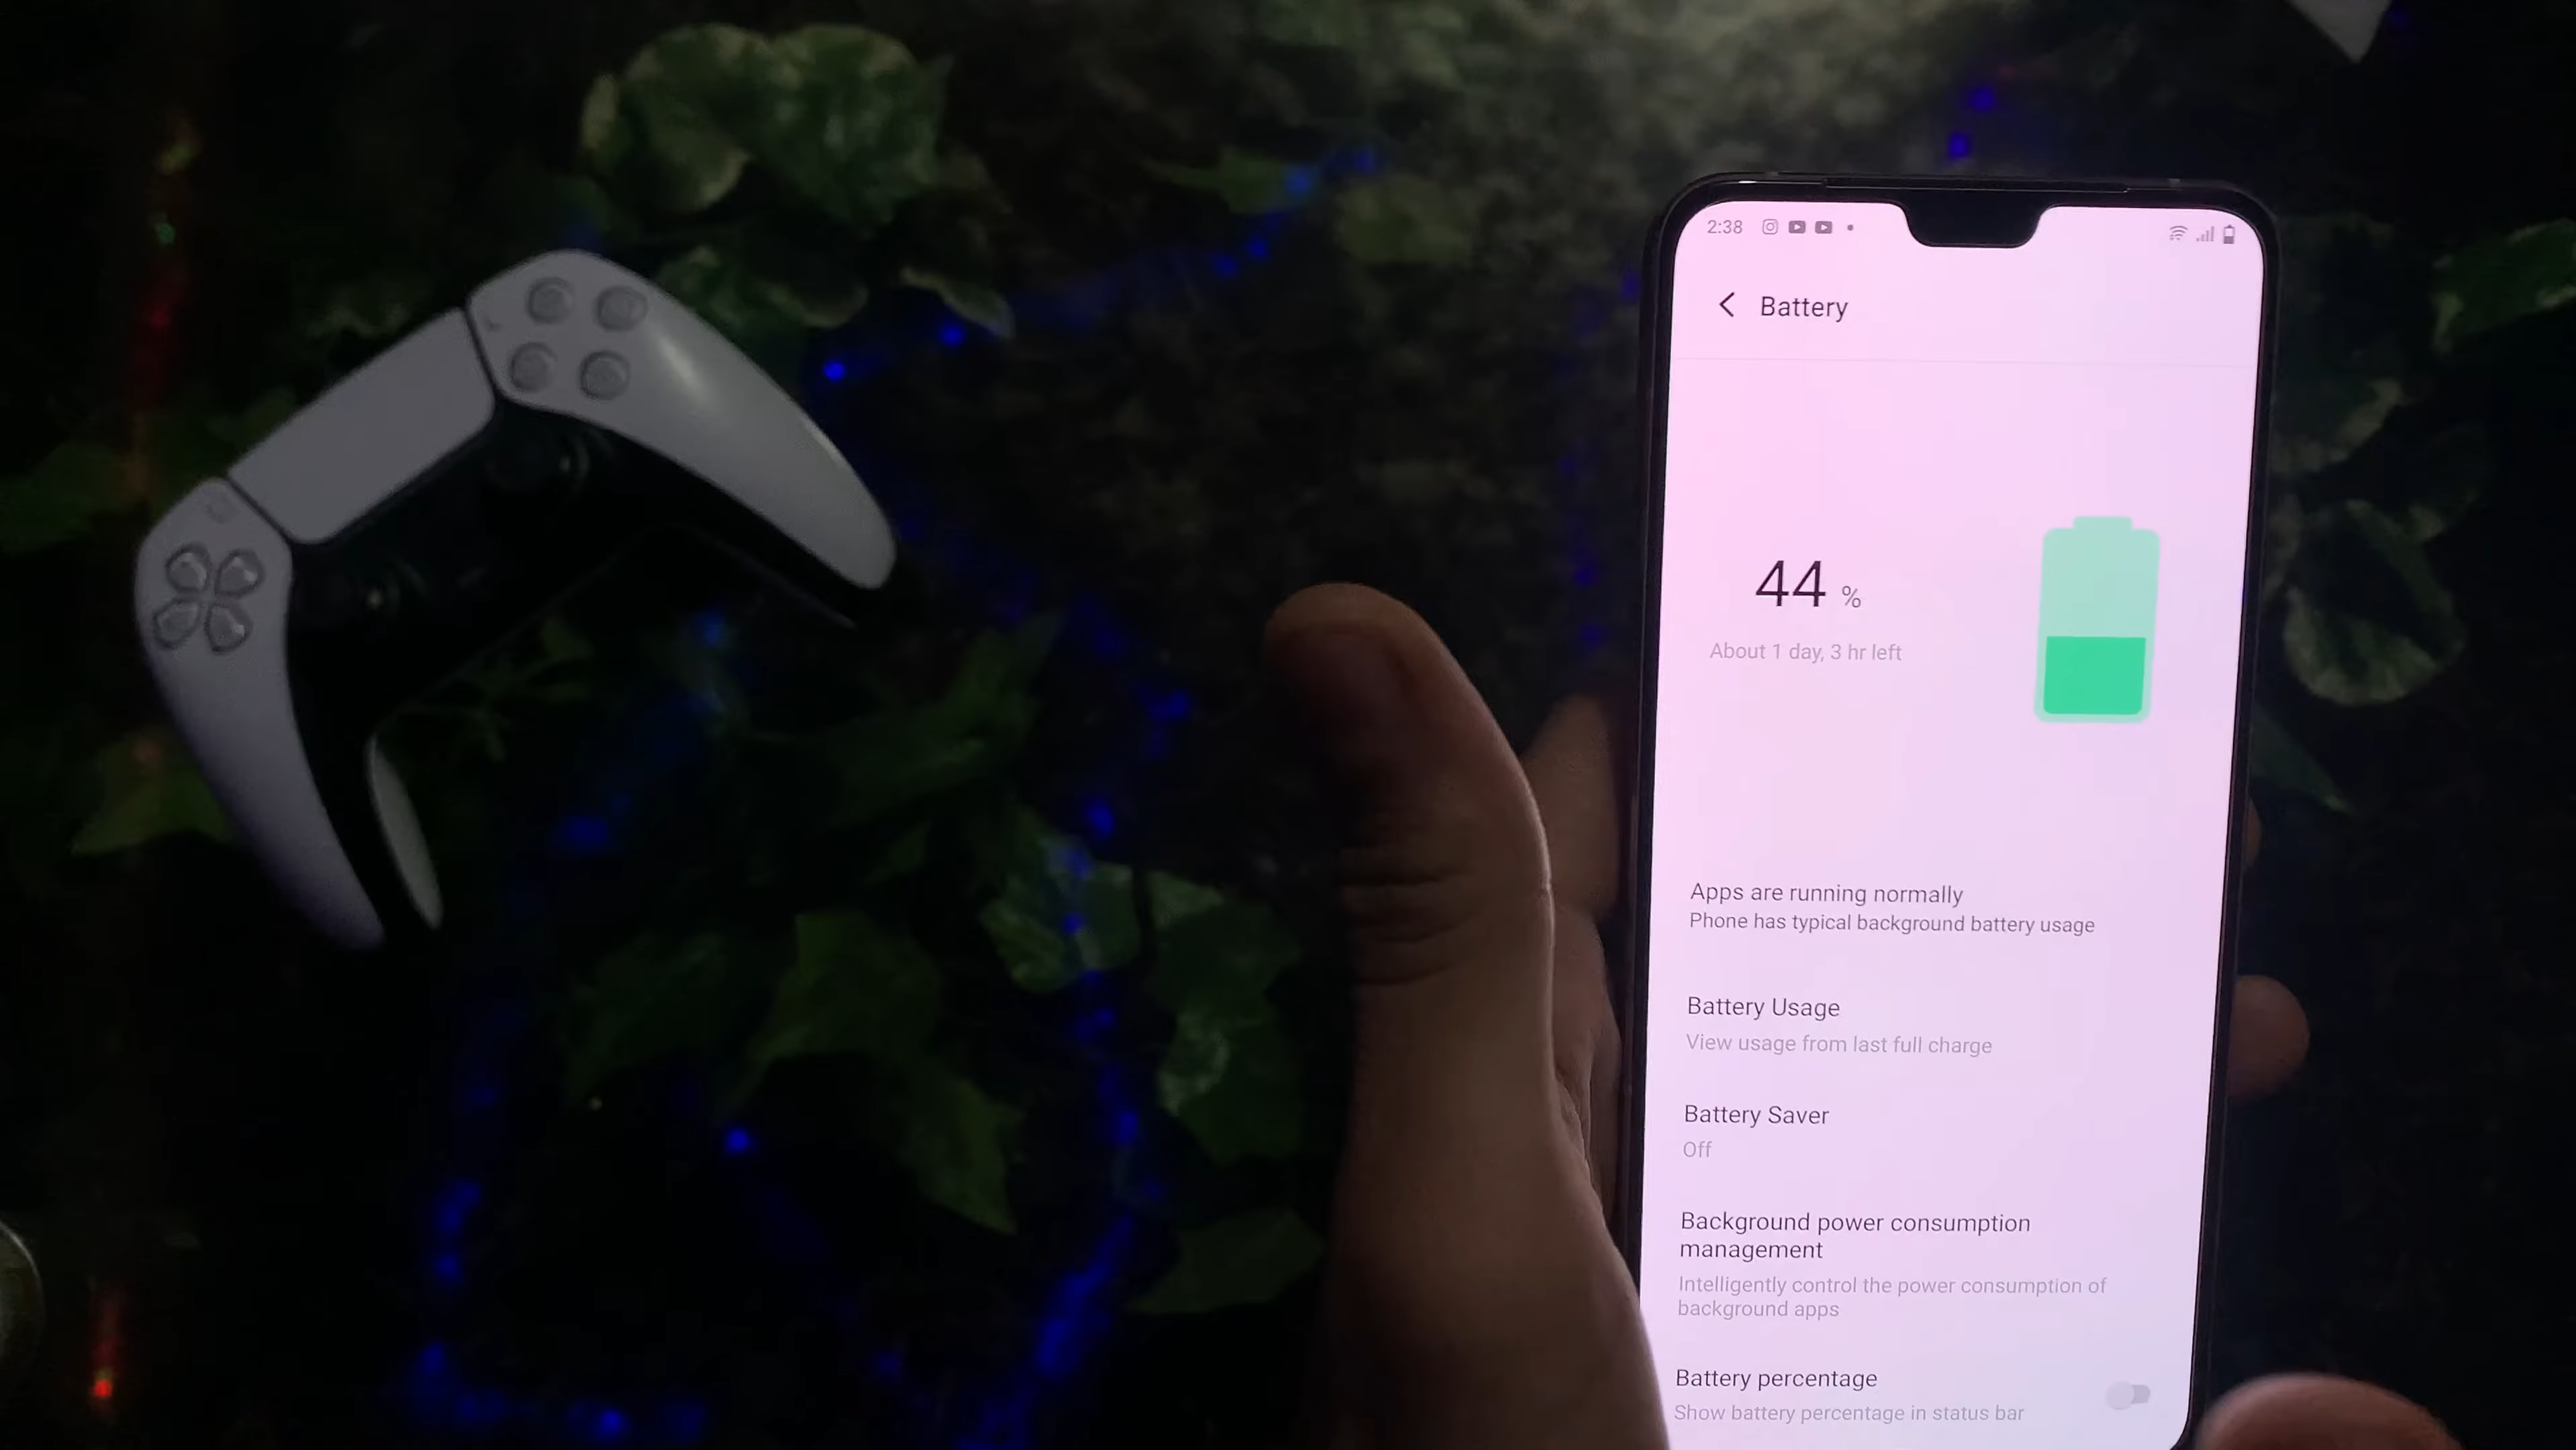 2:38
Battery
44 %
About 1 day, 3 hr left
Apps are running normally
Phone has typical background battery usage
Battery Usage
View usage from last full charge
Battery Saver
Off
Background power consumption
management
Intelligently control the power consumption of
background apps
Battery percentage
Show battery percentage in status bar